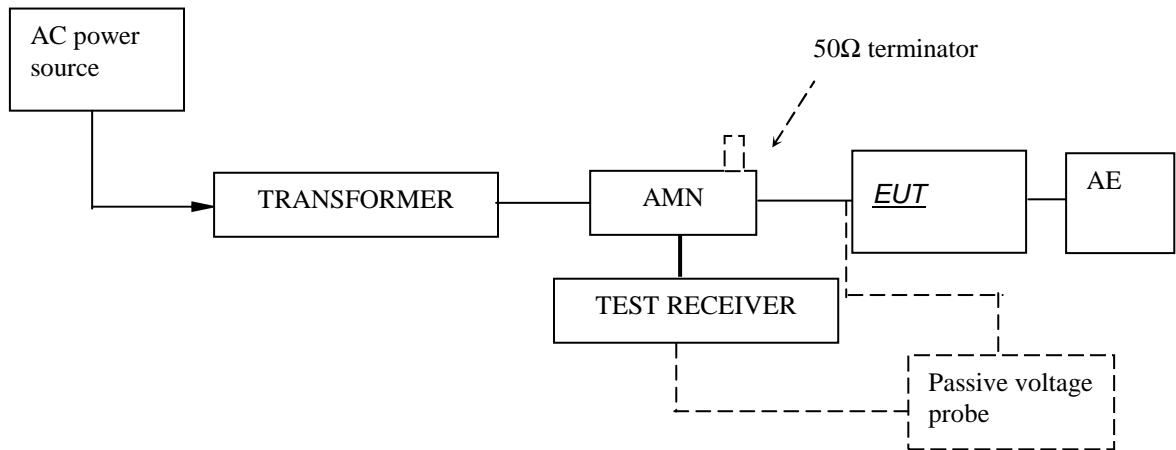 AC power
source
50Ω terminator
TRANSFORMER
AMN
EUT
AE
TEST RECEIVER
Passive voltage
probe